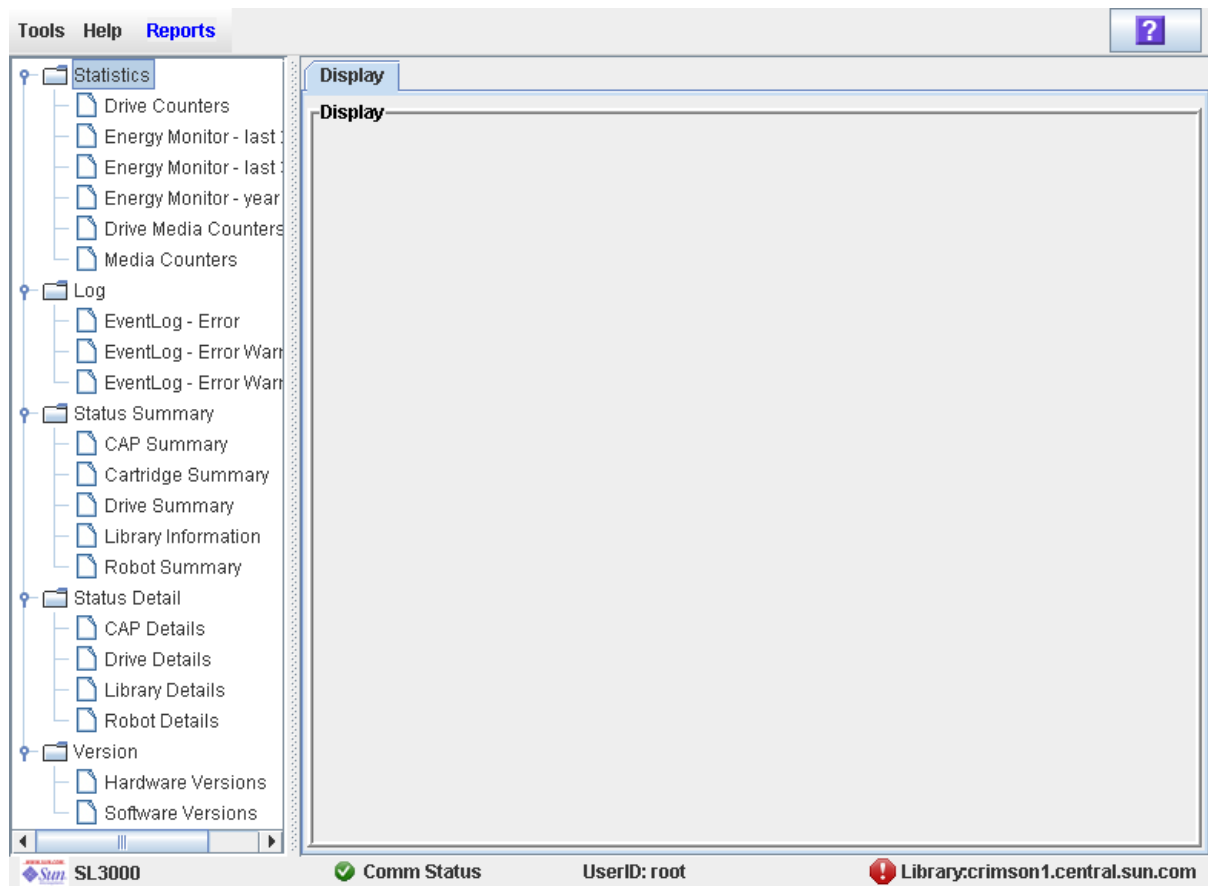 Tools Help Reports ?
Statistics
Drive Counters
Energy Monitor - last
Energy Monitor - last
Energy Monitor - year
Drive Media Counters
Media Counters
Log
EventLog - Error
EventLog - Error Warr
EventLog - Error Warr
Status Summary
CAP Summary
Cartridge Summary
Drive Summary
Library Information
Robot Summary
Status Detail
CAP Details
Drive Details
Library Details
Robot Details
Version
Hardware Versions
Software Versions
Display
Display
Sun SL3000 Comm Status UserID: root Library:crimson1.central.sun.com